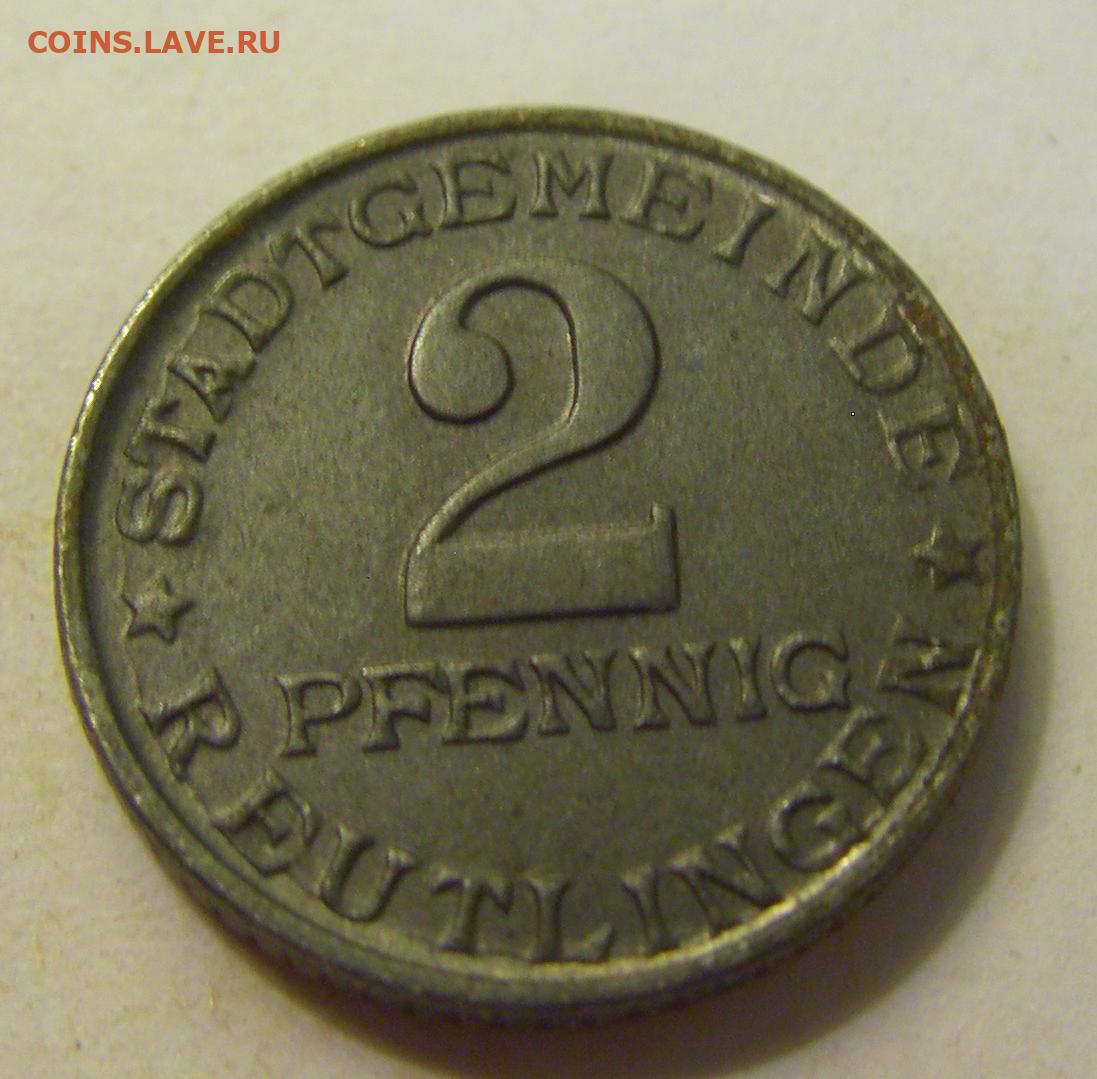 COINS.LAVE.RU
STADTGEMEINDE
2
PFENNIG
REUTLINGEN